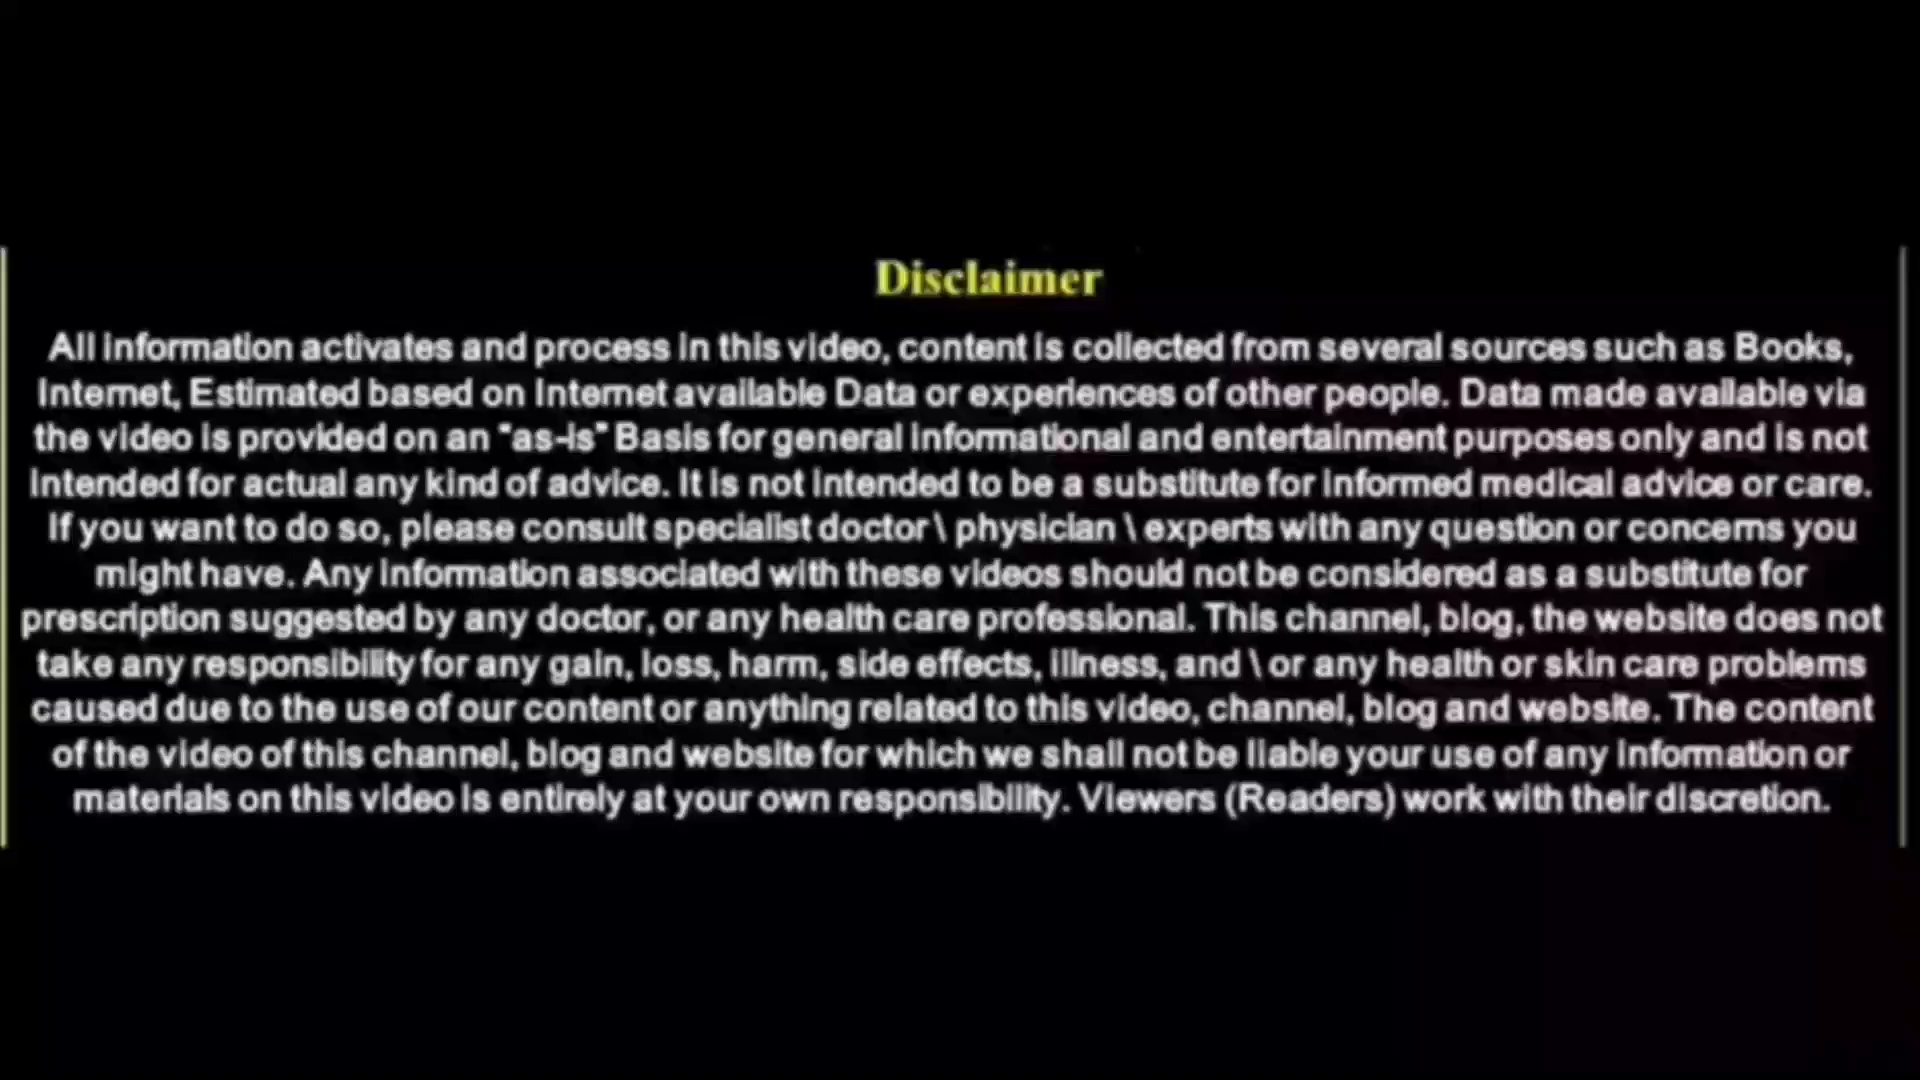 Disclaimer
All information activates and process in this video, content is collected from several sources such as Books,
Internet, Estimated based on Internet available Data or experiences of other people. Data made available via
the video is provided on an "as-is" Basis for general informational and entertainment purposes only and is not
intended for actual any kind of advice. It is not intended to be a substitute for informed medical advice or care.
If you want to do so, please consult specialist doctor \ physician \ experts with any question or concerns you
might have. Any information associated with these videos should not be considered as a substitute for
prescription suggested by any doctor, or any health care professional. This channel, blog, the website does not
take any responsibility for any gain, loss, harm, side effects, illness, and \ or any health or skin care problems
caused due to the use of our content or anything related to this video, channel, blog and website. The content
of the video of this channel, blog and website for which we shall not be liable your use of any information or
materials on this video is entirely at your own responsibility. Viewers (Readers) work with their discretion.